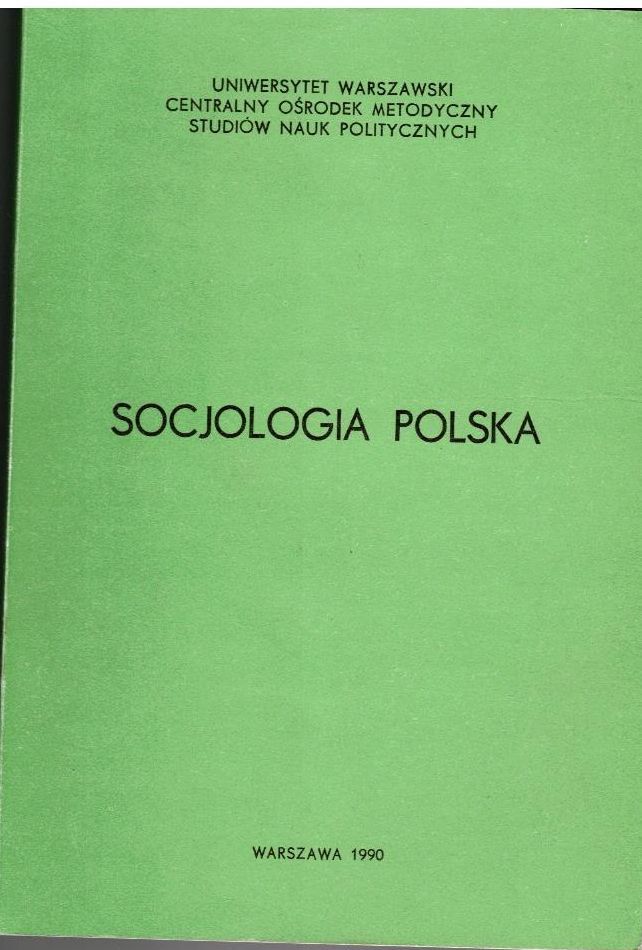 UNIWERSYTET WARSZAWSKI
CENTRALNY OŚRODEK METODYCZNY
STUDIÓW NAUK POLITYCZNYCH
SOCJOLOGIA POLSKA
WARSZAWA 1990